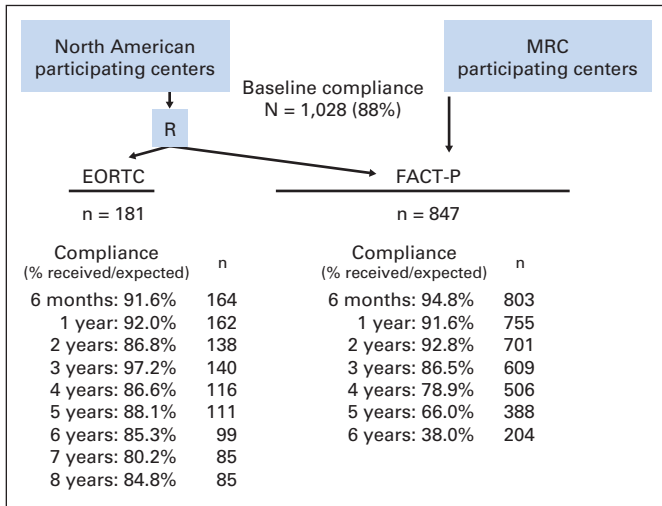 North American
participating centers
MRC
participating centers
Baseline compliance
N = 1,028 (88%)
R
EORTC
n = 181
Compliance
(% received/expected)
n
6 months: 91.6% 164
1 year: 92.0% 162
2 years: 86.8% 138
3 years: 97.2% 140
4 years: 86.6% 116
5 years: 88.1% 111
6 years: 85.3% 99
7 years: 80.2% 85
8 years: 84.8% 85
FACT-P
n = 847
Compliance
(% received/expected)
n
6 months: 94.8% 803
1 year: 91.6% 755
2 years: 92.8% 701
3 years: 86.5% 609
4 years: 78.9% 506
5 years: 66.0% 388
6 years: 38.0% 204